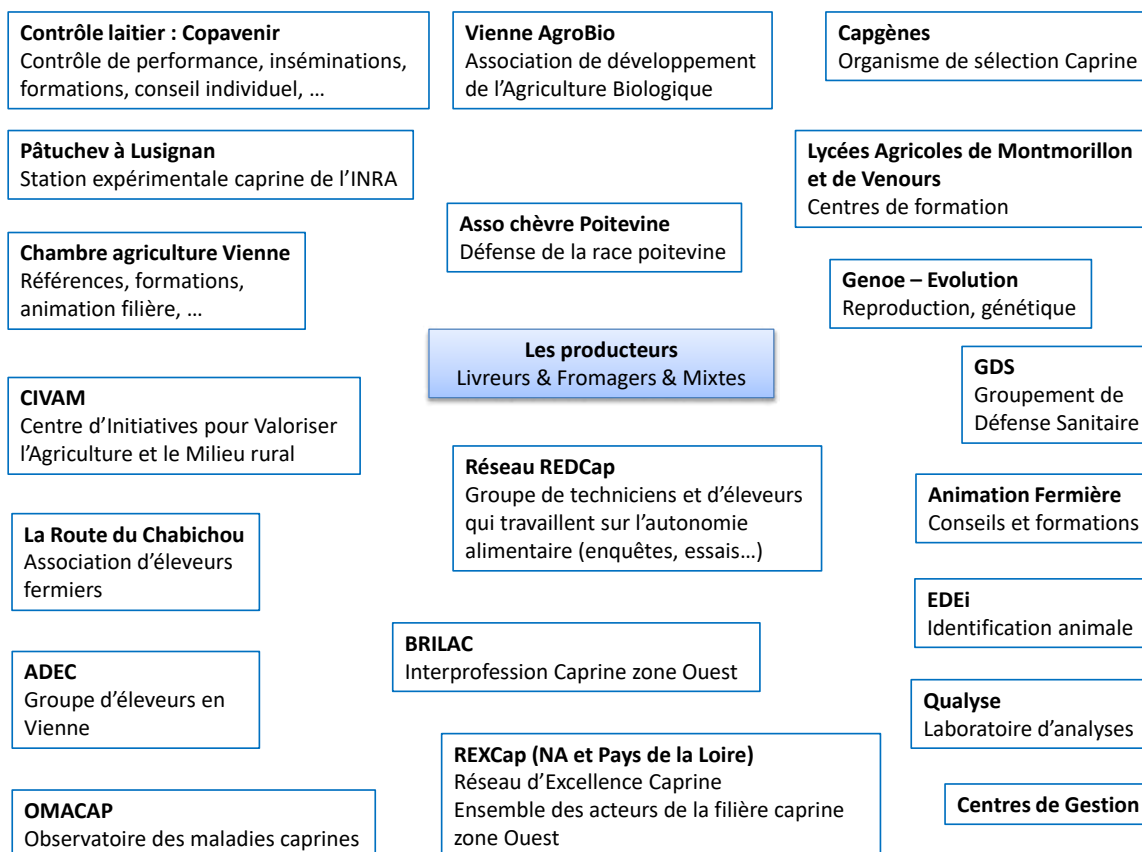 Contrôle laitier : Copavenir
Contrôle de performance, inséminations,
formations, conseil individuel, …
Vienne AgroBio
Association de développement
de l’Agriculture Biologique
Capgènes
Organisme de sélection Caprine
Pâtuchev à Lusignan
Station expérimentale caprine de l’INRA
Lycées Agricoles de Montmorillon
et de Venours
Centres de formation
Asso chèvre Poitevine
Défense de la race poitevine
Chambre agriculture Vienne
Références, formations,
animation filière, …
Genoe – Evolution
Reproduction, génétique
Les producteurs
Livreurs & Fromagers & Mixtes
GDS
Groupement de
Défense Sanitaire
CIVAM
Centre d’Initiatives pour Valoriser
l’Agriculture et le Milieu rural
Réseau REDCap
Groupe de techniciens et d’éleveurs
qui travaillent sur l’autonomie
alimentaire (enquêtes, essais…)
Animation Fermière
Conseils et formations
La Route du Chabichou
Association d’éleveurs
fermiers
EDEi
Identification animale
BRILAC
Interprofession Caprine zone Ouest
ADEC
Groupe d’éleveurs en
Vienne
Qualyse
Laboratoire d’analyses
REXCap (NA et Pays de la Loire)
Réseau d’Excellence Caprine
Ensemble des acteurs de la filière caprine
zone Ouest
Centres de Gestion
OMACAP
Observatoire des maladies caprines